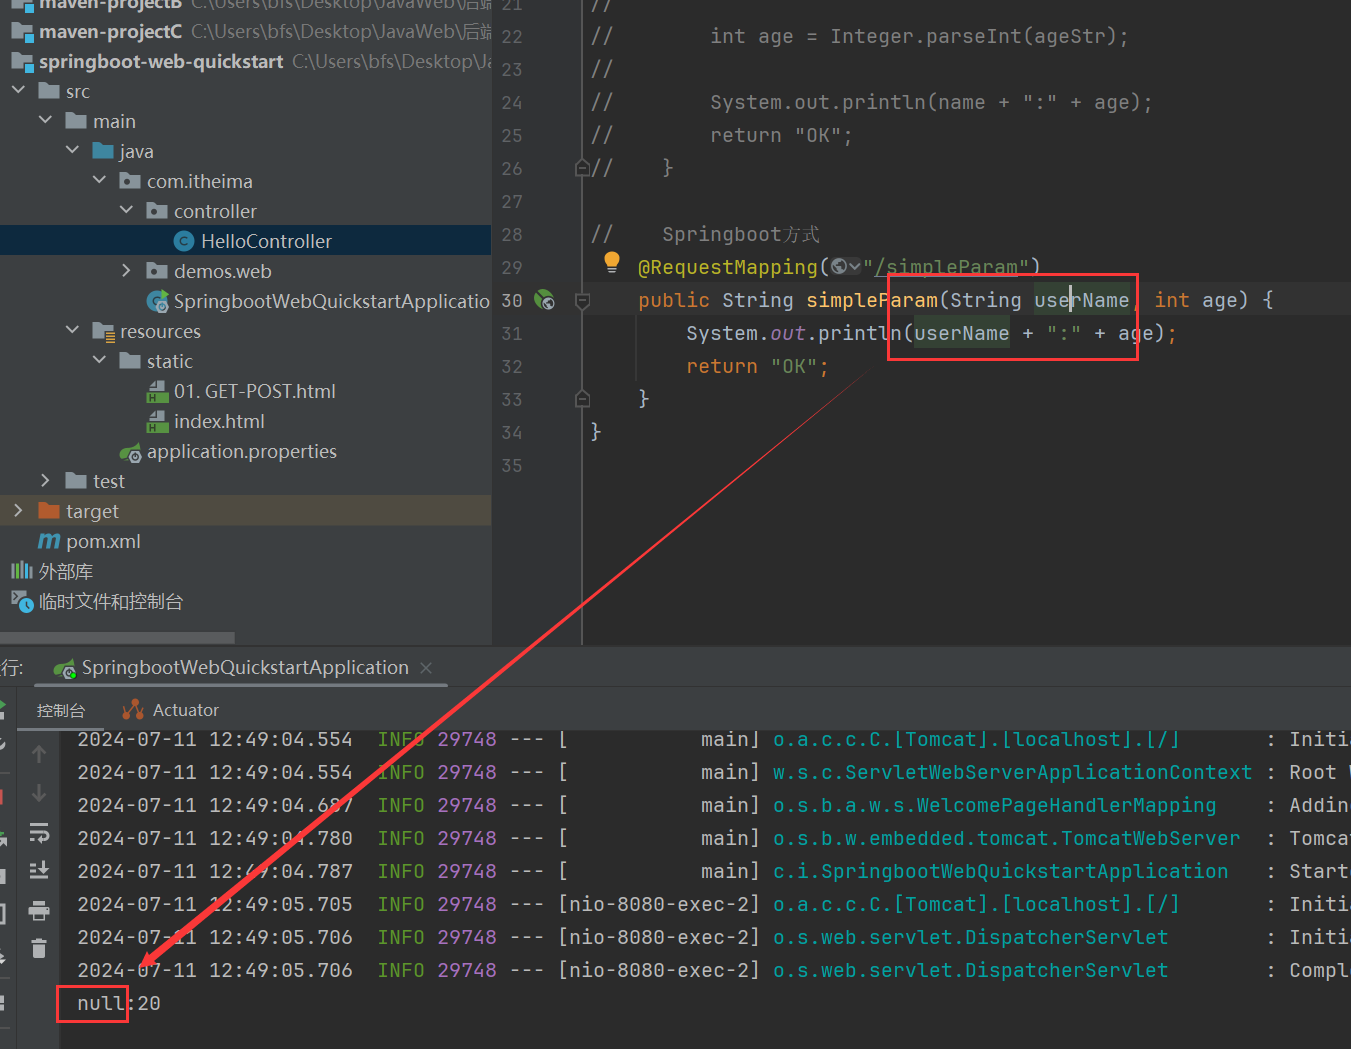 maven-projectB C:\Users\bfs\Desktop\JavaWeb\后端
maven-projectC C:\Users\bfs\Desktop\JavaWeb\后端
springboot-web-quickstart C:\Users\bfs\Desktop\Ja
src
main
java
com.itheima
controller
HelloController
demos.web
SpringbootWebQuickstartApplicatio
resources
static
01. GET-POST.html
index.html
application.properties
test
target
pom.xml
外部库
临时文件和控制台
21 //
22 // int age = Integer.parseInt(ageStr);
23 //
24 // System.out.println(name + ":" + age);
25 // return "OK";
26 // }
27
28 // Springboot方式
29 @RequestMapping("/simpleParam")
30 public String simpleParam(String userName, int age) {
31 System.out.println(userName + ":" + age);
32 return "OK";
33 }
34 }
35
行: SpringbootWebQuickstartApplication
控制台 Actuator
2024-07-11 12:49:04.554 INFO 29748 --- [ main] o.a.c.c.C.[Tomcat].[localhost].[/] : Initi
2024-07-11 12:49:04.554 INFO 29748 --- [ main] w.s.c.ServletWebServerApplicationContext : Root
2024-07-11 12:49:04.687 INFO 29748 --- [ main] o.s.b.a.w.s.WelcomePageHandlerMapping : Addin
2024-07-11 12:49:04.780 INFO 29748 --- [ main] o.s.b.w.embedded.tomcat.TomcatWebServer : Tomca
2024-07-11 12:49:04.787 INFO 29748 --- [ main] c.i.SpringbootWebQuickstartApplication : Start
2024-07-11 12:49:05.705 INFO 29748 --- [nio-8080-exec-2] o.a.c.c.C.[Tomcat].[localhost].[/] : Initi
2024-07-11 12:49:05.706 INFO 29748 --- [nio-8080-exec-2] o.s.web.servlet.DispatcherServlet : Initi
2024-07-11 12:49:05.706 INFO 29748 --- [nio-8080-exec-2] o.s.web.servlet.DispatcherServlet : Compl
null:20